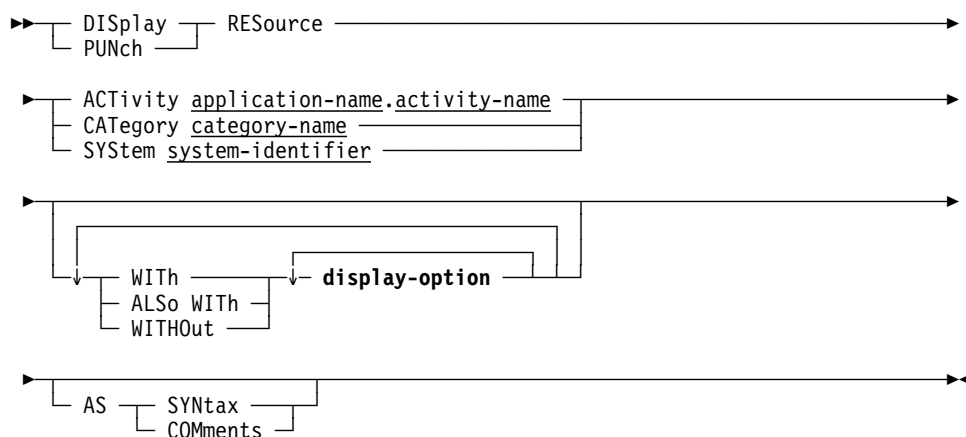 DISplay RESource
PUNch
ACTivity application-name.activity-name
CATegory category-name
SYStem system-identifier
WITh display-option
ALSo WITh
WITHOut
AS SYNtax
COMments